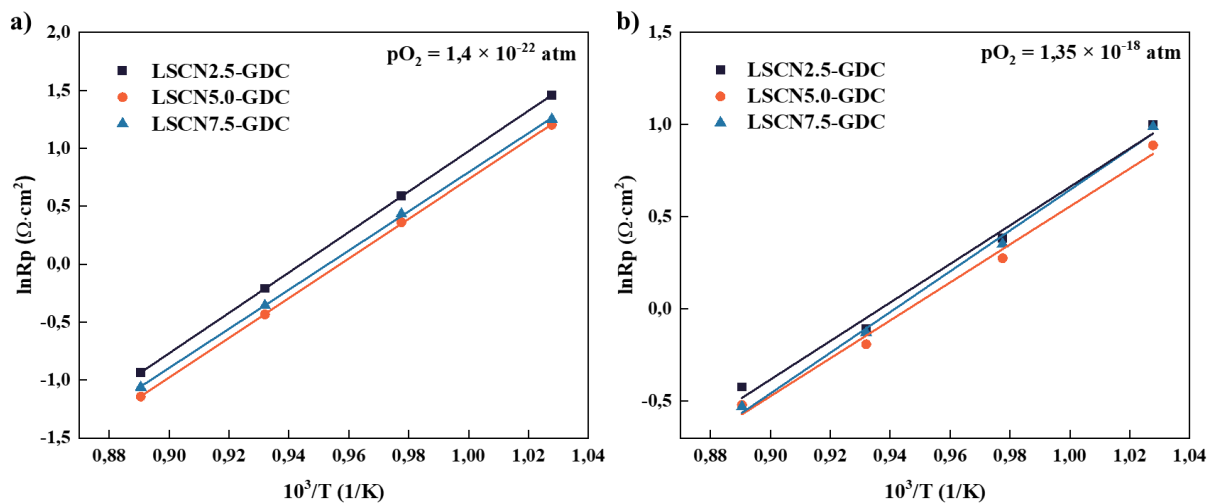 a)
pO₂ = 1,4 × 10⁻²² atm
LSCN2.5-GDC
LSCN5.0-GDC
LSCN7.5-GDC
lnRp (Ω·cm²)
2,0
1,5
1,0
0,5
0,0
-0,5
-1,0
-1,5
0,88 0,90 0,92 0,94 0,96 0,98 1,00 1,02 1,04
10³/T (1/K)
b)
pO₂ = 1,35 × 10⁻¹⁸ atm
LSCN2.5-GDC
LSCN5.0-GDC
LSCN7.5-GDC
lnRp (Ω·cm²)
1,5
1,0
0,5
0,0
-0,5
0,88 0,90 0,92 0,94 0,96 0,98 1,00 1,02 1,04
10³/T (1/K)